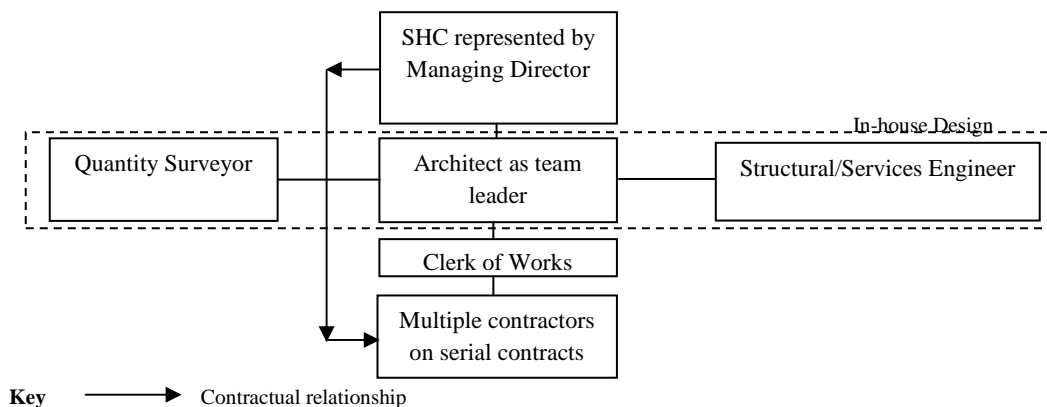 SHC represented by
Managing Director
In-house Design
Quantity Surveyor
Architect as team
leader
Structural/Services Engineer
Clerk of Works
Multiple contractors
on serial contracts
Key
Contractual relationship